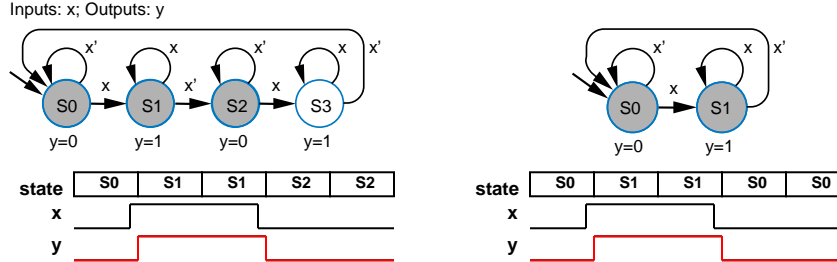 Inputs: x; Outputs: y
x’ x x’ x x’
S0 x S1 x’ S2 x S3
y=0 y=1 y=0 y=1
state S0 S1 S1 S2 S2
x
y
x’ x x’
S0 x S1
y=0 y=1
state S0 S1 S1 S0 S0
x
y